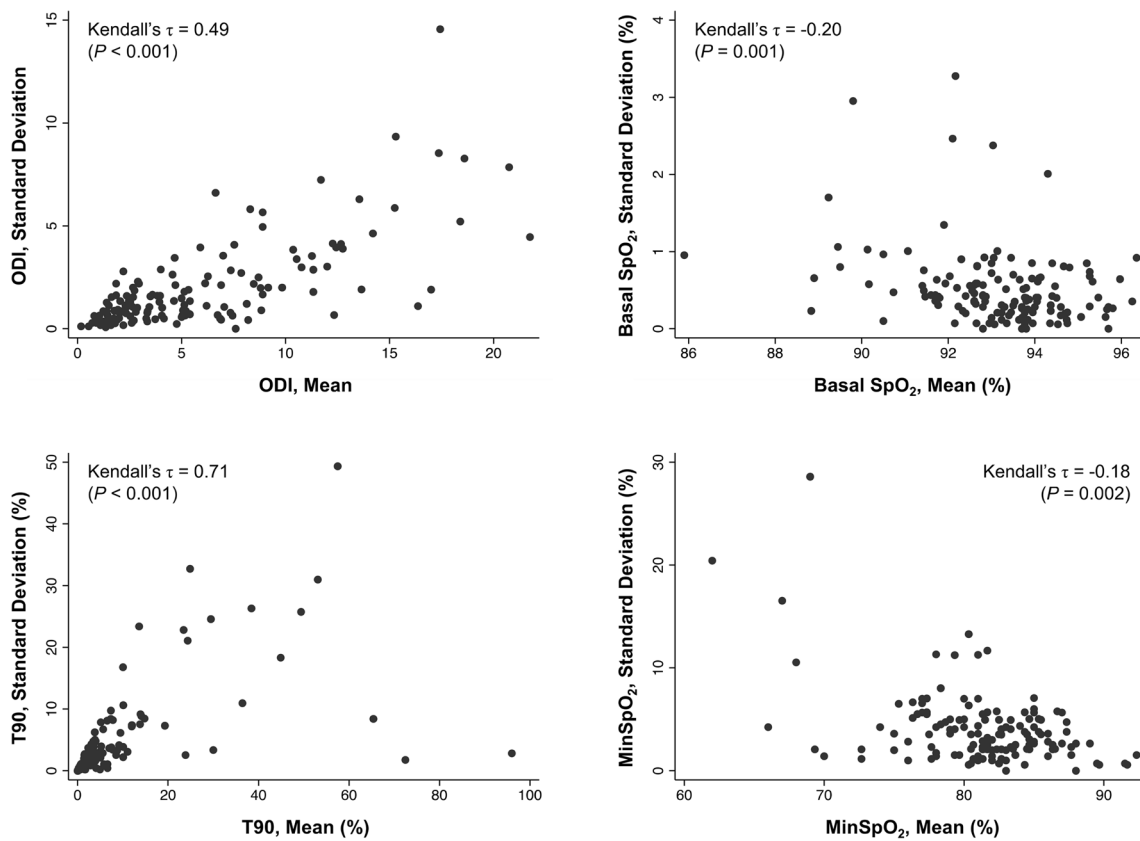 Kendall's τ = 0.49
(P < 0.001)
ODI, Standard Deviation
15
10
5
0
0 5 10 15 20
ODI, Mean
Kendall's τ = -0.20
(P = 0.001)
Basal SpO₂, Standard Deviation (%)
4
3
2
1
0
86 88 90 92 94 96
Basal SpO₂, Mean (%)
Kendall's τ = 0.71
(P < 0.001)
T90, Standard Deviation (%)
50
40
30
20
10
0
0 20 40 60 80 100
T90, Mean (%)
Kendall's τ = -0.18
(P = 0.002)
MinSpO₂, Standard Deviation (%)
30
20
10
0
60 70 80 90
MinSpO₂, Mean (%)